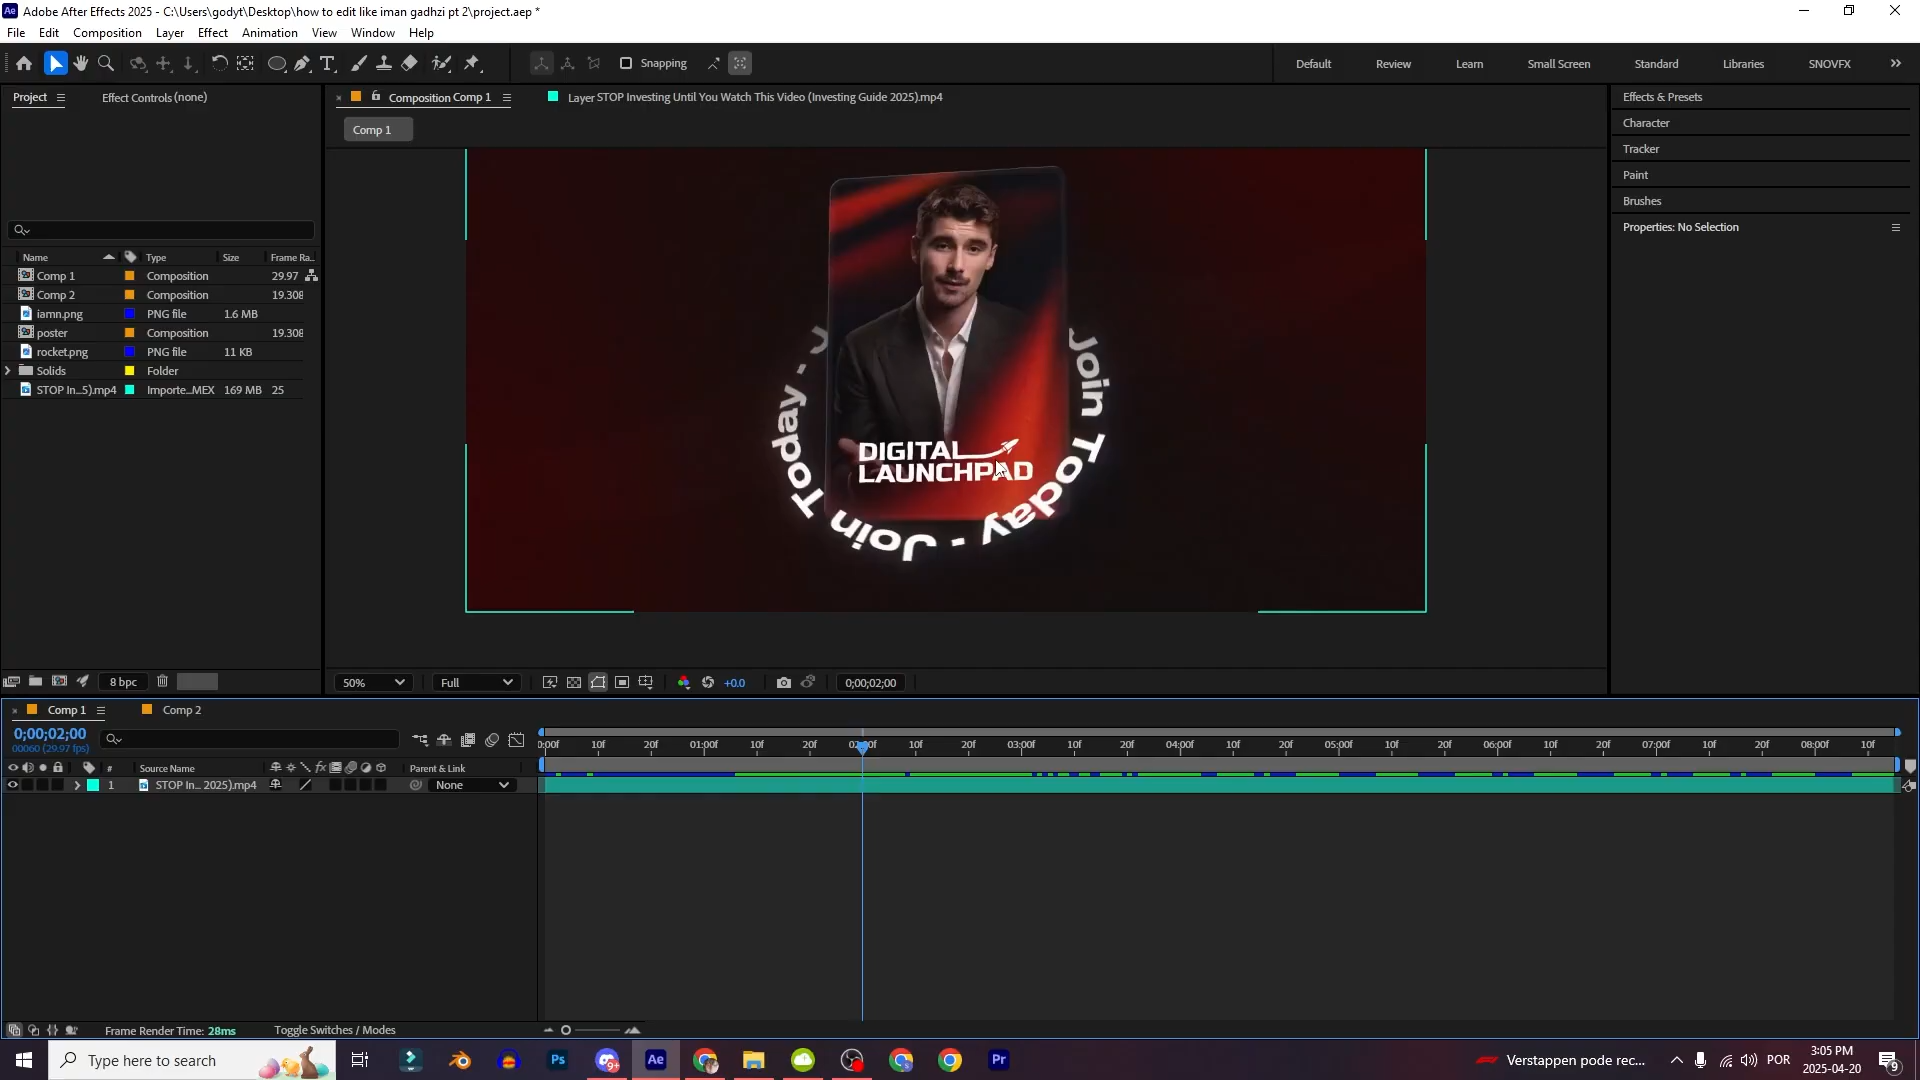 Adobe After Effects 2025 - C:\Users\godyt\Desktop\how to edit like iman gadhzi pt 2\project.aep *
File Edit Composition Layer Effect Animation View Window Help
Snapping
Default Review Learn Small Screen Standard Libraries SNOVFX
Project Effect Controls (none)
Composition Comp 1 Layer STOP Investing Until You Watch This Video (Investing Guide 2025).mp4
Comp 1
Effects & Presets
Character
Tracker
Paint
Brushes
Properties: No Selection
Name Type Size Frame Ra..
Comp 1 Composition 29.97
Comp 2 Composition 19.308
iamn.png PNG file 1.6 MB
poster Composition 19.308
rocket.png PNG file 11 KB
Solids Folder
STOP In...5).mp4 Importe...MEX 169 MB 25
DIGITAL
LAUNCHPAD
Join Today - Join Today - J
8 bpc
50% Full +0.0 0;00;02;00
Comp 1 Comp 2
0;00;02;00
00060 (29.97 fps)
0:00f 10f 20f 01:00f 10f 20f 02:00f 10f 20f 03:00f 10f 20f 04:00f 10f 20f 05:00f 10f 20f 06:00f 10f 20f 07:00f 10f 20f 08:00f 10f
# Source Name fx Parent & Link
1 STOP In... 2025).mp4 None
Frame Render Time: 28ms Toggle Switches / Modes
Type here to search
Ps 9+ Ae Pr
Verstappen pode rec...
POR
3:05 PM
2025-04-20
9